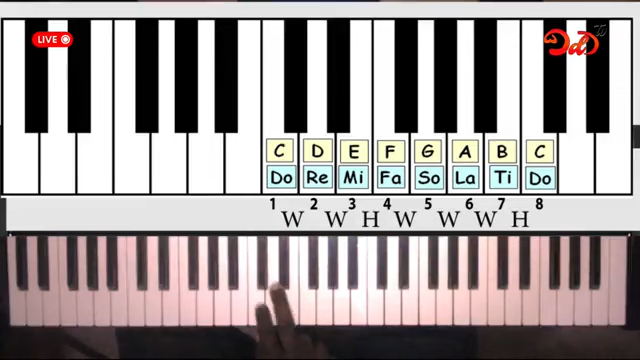 LIVE
C D E F G A B C
Do Re Mi Fa So La Ti Do
1 2 3 4 5 6 7 8
W W H W W W H